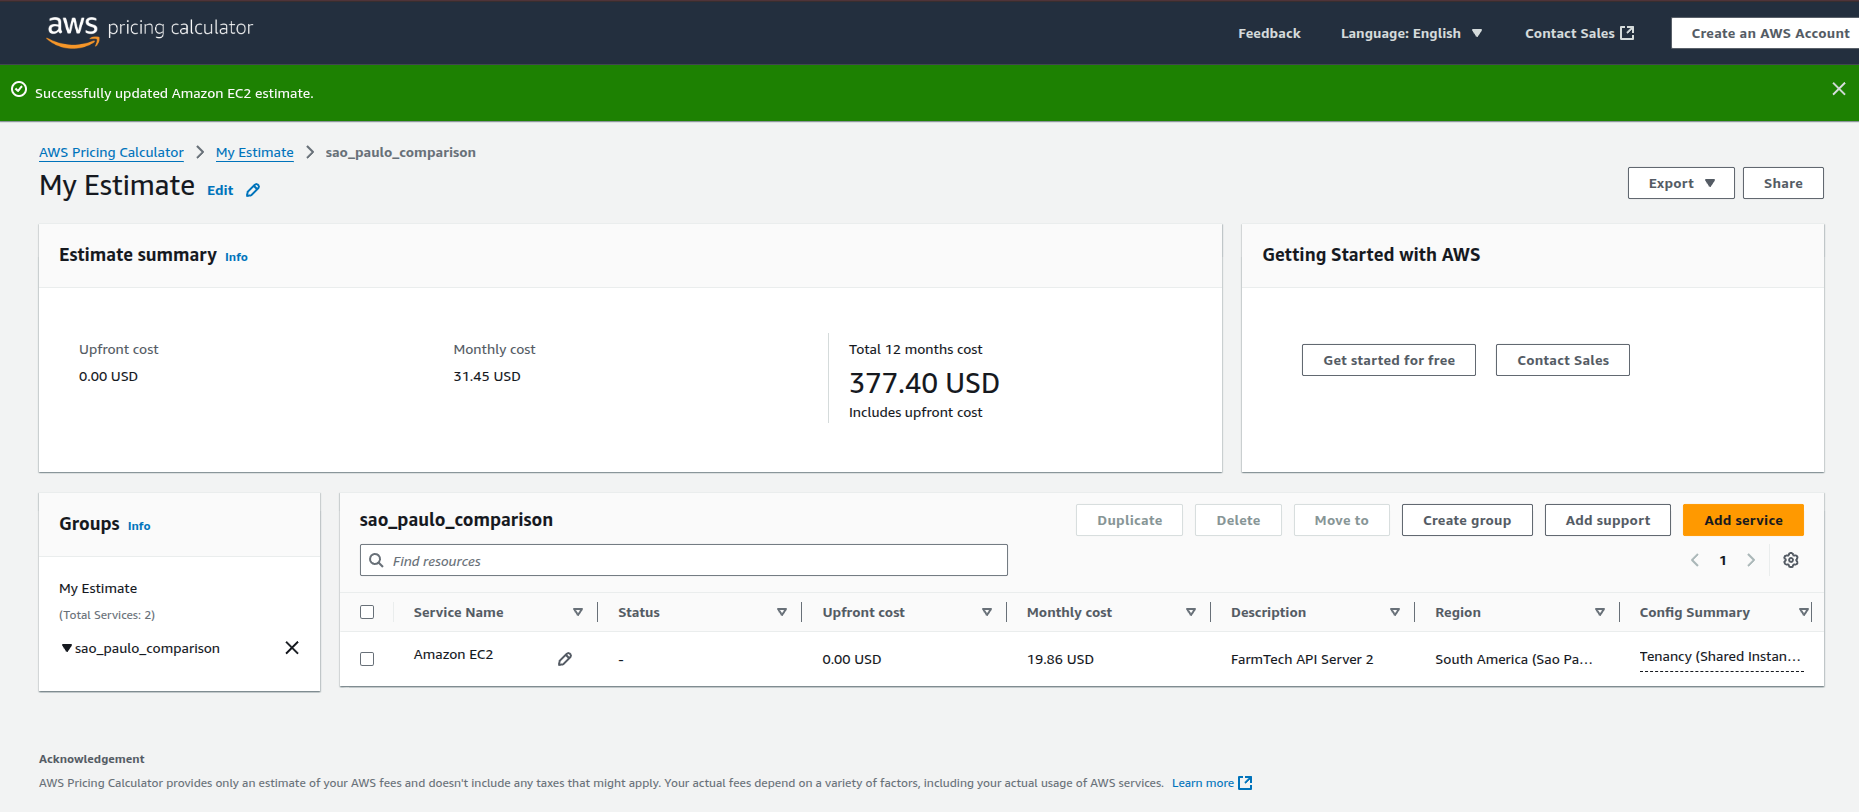 aws pricing calculator
Feedback
Language: English
Contact Sales
Create an AWS Account
Successfully updated Amazon EC2 estimate.
AWS Pricing Calculator
My Estimate
sao_paulo_comparison
My Estimate
Edit
Export
Share
Estimate summary
Info
Upfront cost
0.00 USD
Monthly cost
31.45 USD
Total 12 months cost
377.40 USD
Includes upfront cost
Getting Started with AWS
Get started for free
Contact Sales
Groups
Info
My Estimate
(Total Services: 2)
sao_paulo_comparison
sao_paulo_comparison
Duplicate
Delete
Move to
Create group
Add support
Add service
Find resources
1
Service Name
Status
Upfront cost
Monthly cost
Description
Region
Config Summary
Amazon EC2
-
0.00 USD
19.86 USD
FarmTech API Server 2
South America (Sao Pa...
Tenancy (Shared Instan...
Acknowledgement
AWS Pricing Calculator provides only an estimate of your AWS fees and doesn't include any taxes that might apply. Your actual fees depend on a variety of factors, including your actual usage of AWS services. Learn more